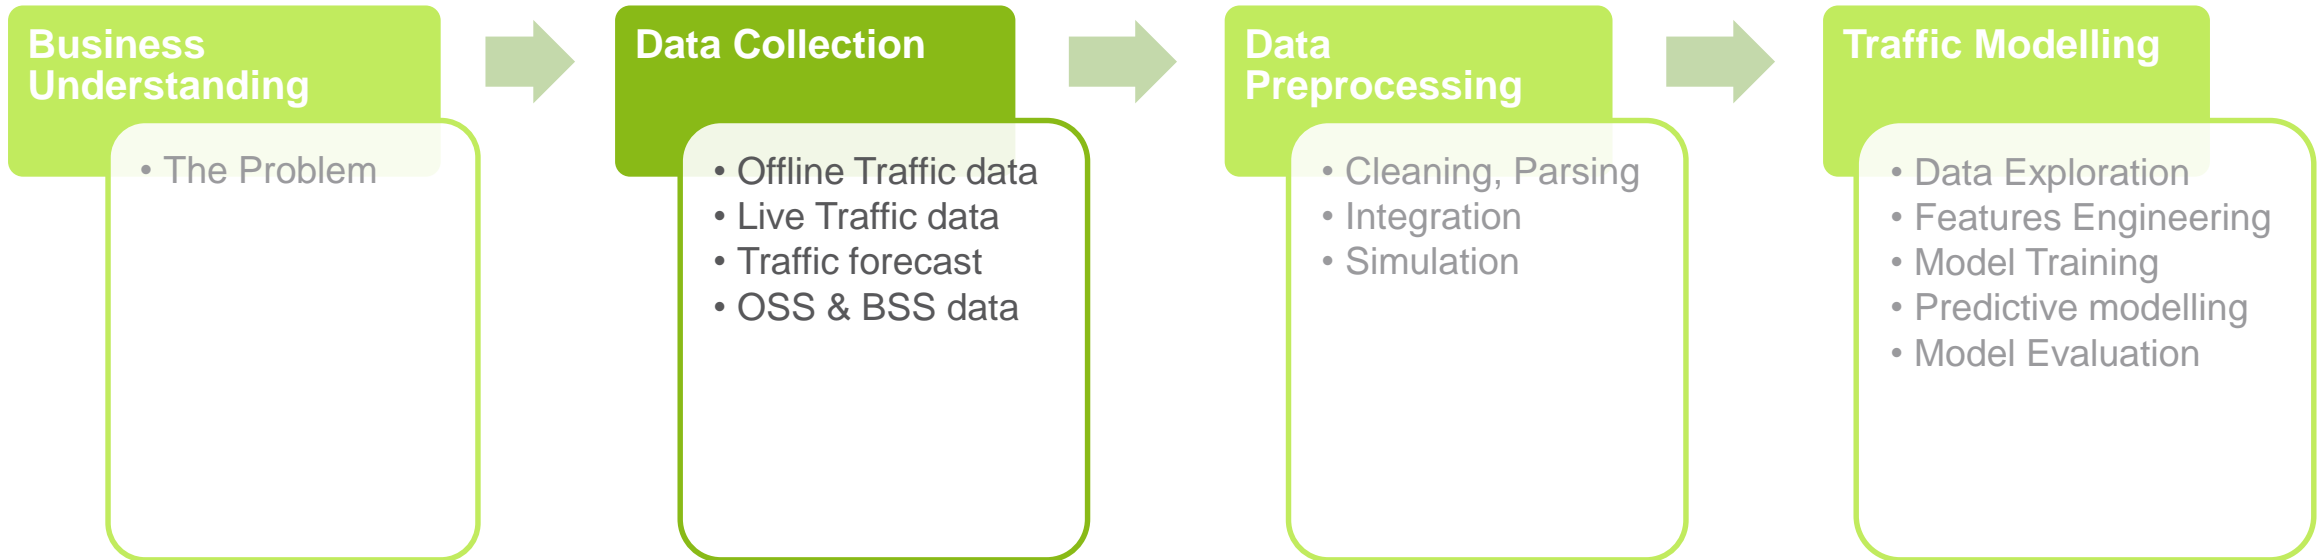 Business
Understanding
• The Problem
Data Collection
• Offline Traffic data
• Live Traffic data
• Traffic forecast
• OSS & BSS data
Data
Preprocessing
• Cleaning, Parsing
• Integration
• Simulation
Traffic Modelling
• Data Exploration
• Features Engineering
• Model Training
• Predictive modelling
• Model Evaluation